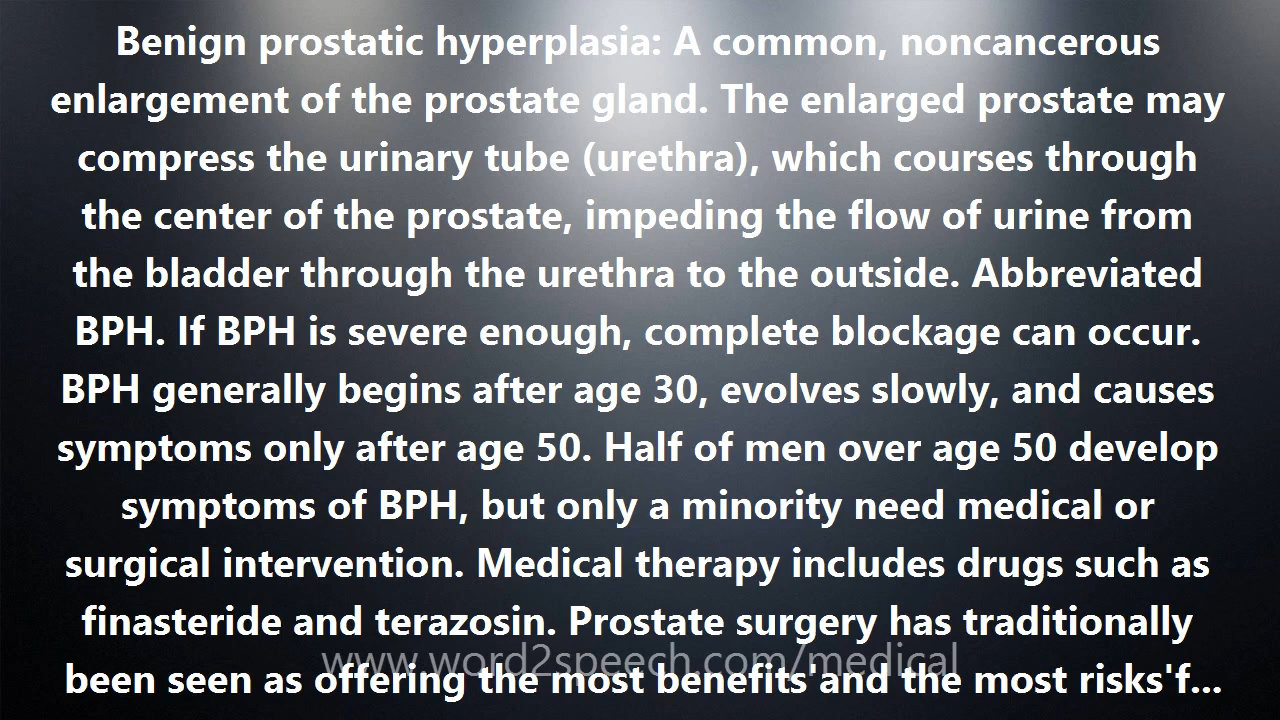 Benign prostatic hyperplasia: A common, noncancerous
enlargement of the prostate gland. The enlarged prostate may
compress the urinary tube (urethra), which courses through
the center of the prostate, impeding the flow of urine from
the bladder through the urethra to the outside. Abbreviated
BPH. If BPH is severe enough, complete blockage can occur.
BPH generally begins after age 30, evolves slowly, and causes
symptoms only after age 50. Half of men over age 50 develop
symptoms of BPH, but only a minority need medical or
surgical intervention. Medical therapy includes drugs such as
finasteride and terazosin. Prostate surgery has traditionally
www.word2speech.com/medical
been seen as offering the most benefits'and the most risks'f...